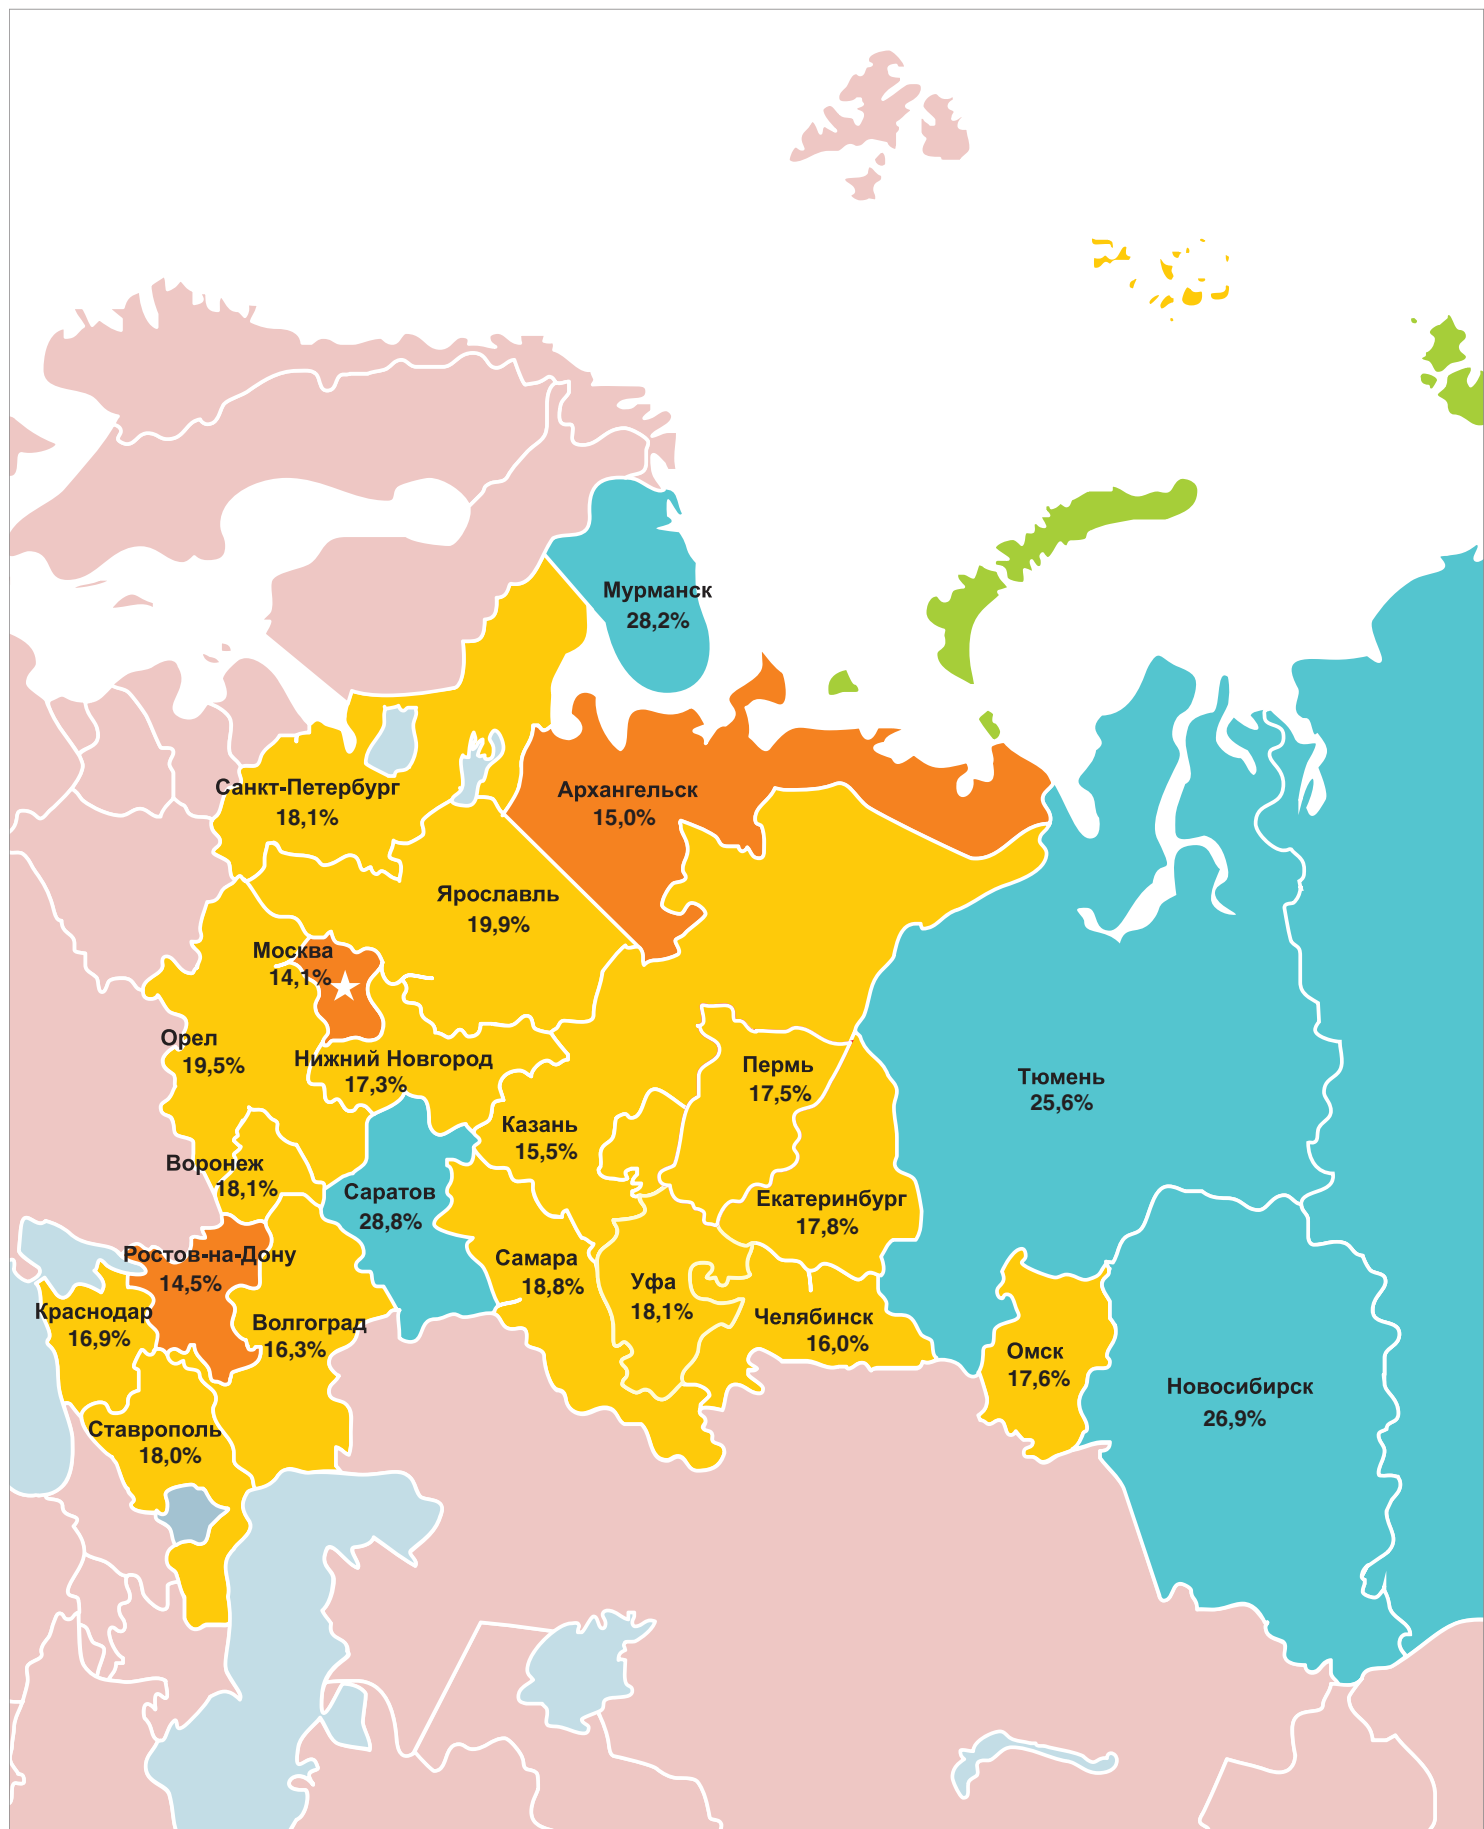 Мурманск
28,2%
Санкт-Петербург
18,1%
Архангельск
15,0%
Ярославль
19,9%
Москва
14,1%
Орел
19,5%
Нижний Новгород
17,3%
Пермь
17,5%
Тюмень
25,6%
Казань
15,5%
Воронеж
18,1%
Саратов
28,8%
Екатеринбург
17,8%
Ростов-на-Дону
14,5%
Самара
18,8%
Уфа
18,1%
Краснодар
16,9%
Волгоград
16,3%
Челябинск
16,0%
Омск
17,6%
Новосибирск
26,9%
Ставрополь
18,0%